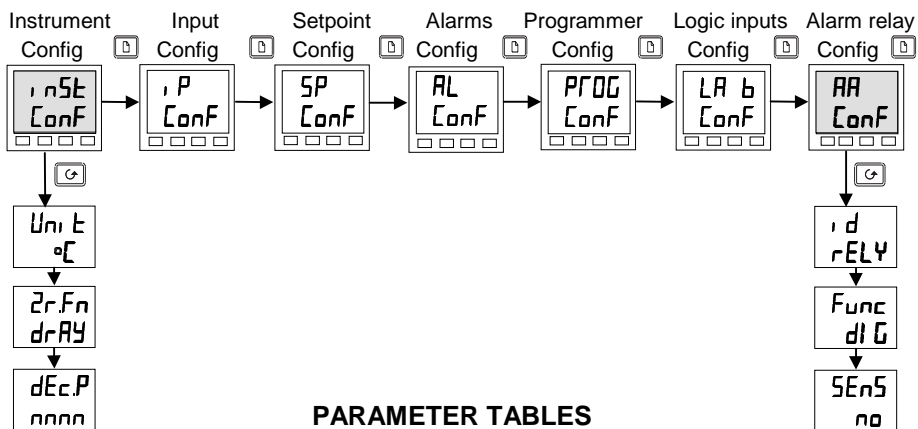 Instrument Config
Input Config
Setpoint Config
Alarms Config
Programmer Config
Logic inputs Config
Alarm relay Config
inSt ConF
iP ConF
SP ConF
AL ConF
PrOG ConF
LA b ConF
AA ConF
Unit
°C
2r.Fn
drAY
dEc.P
nnnn
id
rELY
Func
dIG
SEnS
no
PARAMETER TABLES